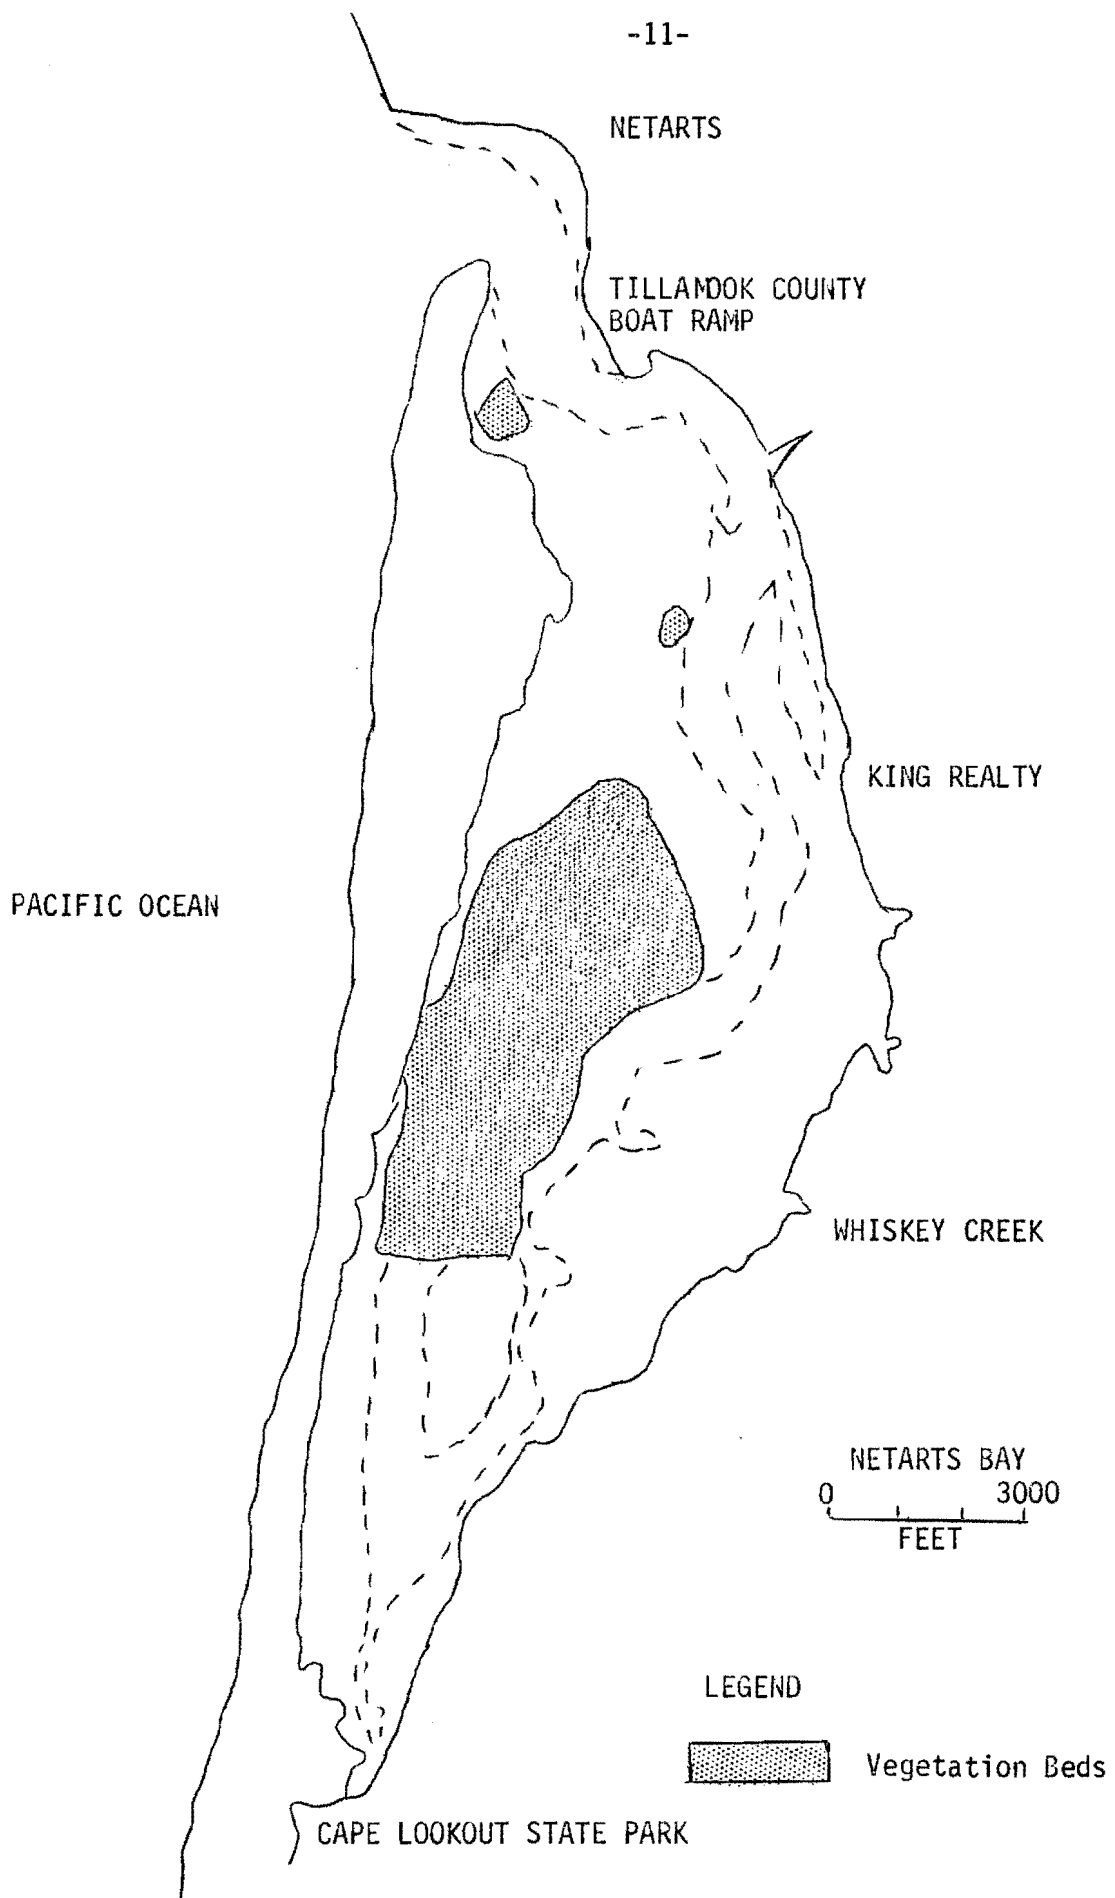 -11-
NETARTS
TILLAMOOK COUNTY
BOAT RAMP
KING REALTY
PACIFIC OCEAN
WHISKEY CREEK
NETARTS BAY
0 3000
FEET
LEGEND
Vegetation Beds
CAPE LOOKOUT STATE PARK